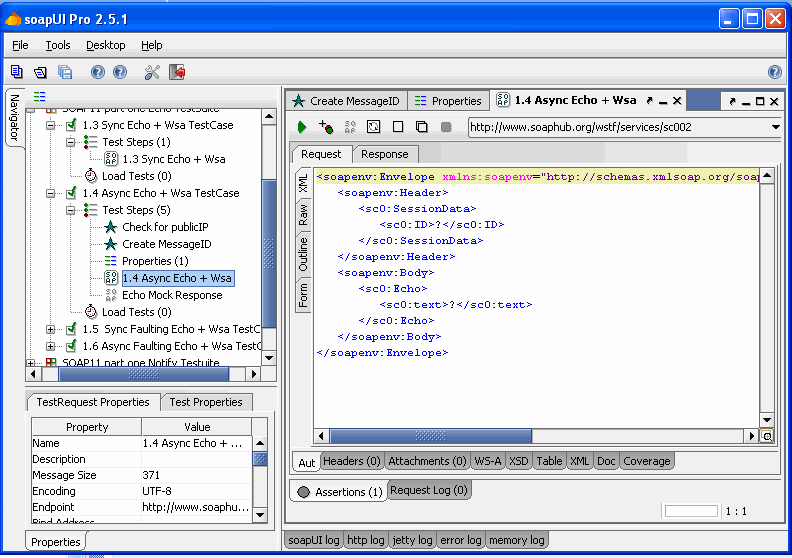 soapUI Pro 2.5.1
File Tools Desktop Help
Navigator
SOAP11 part one Echo TestSuite
1.3 Sync Echo + Wsa TestCase
Test Steps (1)
1.3 Sync Echo + Wsa
Load Tests (0)
1.4 Async Echo + Wsa TestCase
Test Steps (5)
Check for publicIP
Create MessageID
Properties (1)
1.4 Async Echo + Wsa
Echo Mock Response
Load Tests (0)
1.5 Sync Faulting Echo + Wsa TestC
1.6 Async Faulting Echo + Wsa TestC
SOAP11 part one Notify Testuite
TestRequest Properties Test Properties
Property Value
Name 1.4 Async Echo + ...
Description
Message Size 371
Encoding UTF-8
Endpoint http://www.soaphu...
Bind Address
Properties
Create MessageID Properties 1.4 Async Echo + Wsa
http://www.soaphub.org/wstf/services/sc002
Request Response
XML
Raw
Outline
Form
<soapenv:Envelope xmlns:soapenv="http://schemas.xmlsoap.org/soap
<soapenv:Header>
<sc0:SessionData>
<sc0:ID>?</sc0:ID>
</sc0:SessionData>
</soapenv:Header>
<soapenv:Body>
<sc0:Echo>
<sc0:text>?</sc0:text>
</sc0:Echo>
</soapenv:Body>
</soapenv:Envelope>
Aut Headers (0) Attachments (0) WS-A XSD Table XML Doc Coverage
Assertions (1) Request Log (0)
1 : 1
soapUI log http log jetty log error log memory log